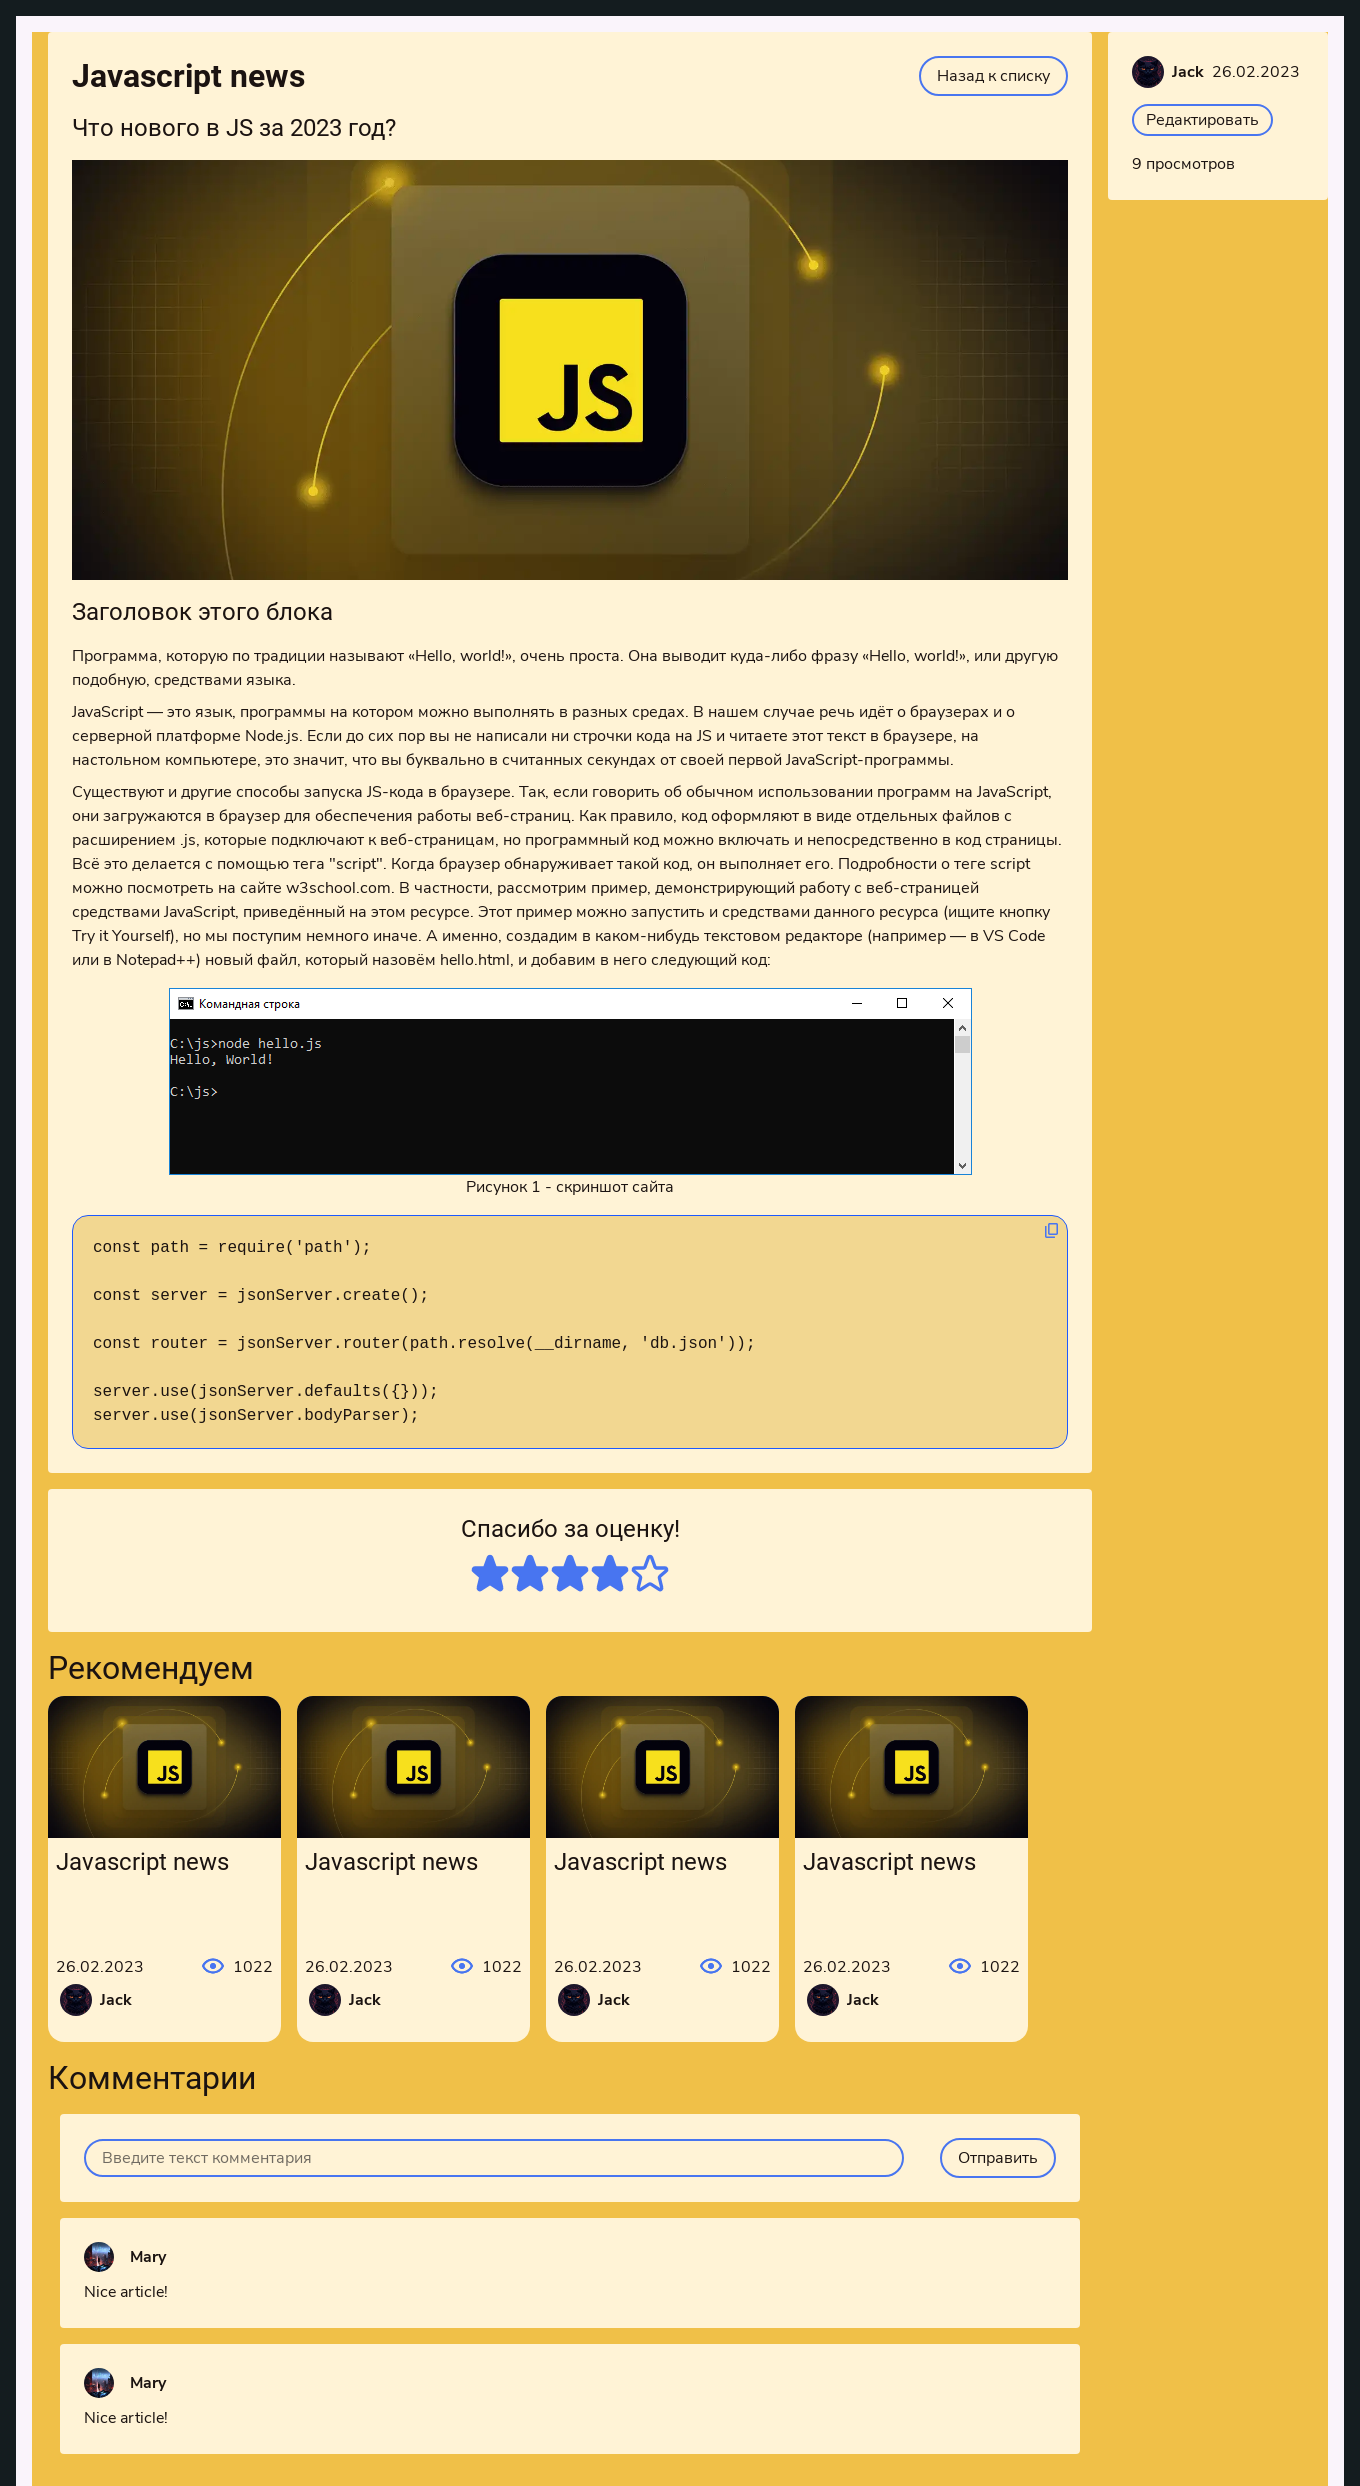 Javascript news
Назад к списку
Что нового в JS за 2023 год?
JS
Заголовок этого блока
Программа, которую по традиции называют «Hello, world!», очень проста. Она выводит куда-либо фразу «Hello, world!», или другую
подобную, средствами языка.
JavaScript — это язык, программы на котором можно выполнять в разных средах. В нашем случае речь идёт о браузерах и о
серверной платформе Node.js. Если до сих пор вы не написали ни строчки кода на JS и читаете этот текст в браузере, на
настольном компьютере, это значит, что вы буквально в считанных секундах от своей первой JavaScript-программы.
Существуют и другие способы запуска JS-кода в браузере. Так, если говорить об обычном использовании программ на JavaScript,
они загружаются в браузер для обеспечения работы веб-страниц. Как правило, код оформляют в виде отдельных файлов с
расширением .js, которые подключают к веб-страницам, но программный код можно включать и непосредственно в код страницы.
Всё это делается с помощью тега "script". Когда браузер обнаруживает такой код, он выполняет его. Подробности о теге script
можно посмотреть на сайте w3school.com. В частности, рассмотрим пример, демонстрирующий работу с веб-страницей
средствами JavaScript, приведённый на этом ресурсе. Этот пример можно запустить и средствами данного ресурса (ищите кнопку
Try it Yourself), но мы поступим немного иначе. А именно, создадим в каком-нибудь текстовом редакторе (например — в VS Code
или в Notepad++) новый файл, который назовём hello.html, и добавим в него следующий код:
Командная строка
C:\js>node hello.js
Hello, World!
C:\js>
Рисунок 1 - скриншот сайта
const path = require('path');
const server = jsonServer.create();
const router = jsonServer.router(path.resolve(__dirname, 'db.json'));
server.use(jsonServer.defaults({}));
server.use(jsonServer.bodyParser);
Спасибо за оценку!
Рекомендуем
JS
Javascript news
26.02.2023
1022
Jack
JS
Javascript news
26.02.2023
1022
Jack
JS
Javascript news
26.02.2023
1022
Jack
JS
Javascript news
26.02.2023
1022
Jack
Комментарии
Введите текст комментария
Отправить
Mary
Nice article!
Mary
Nice article!
Jack 26.02.2023
Редактировать
9 просмотров